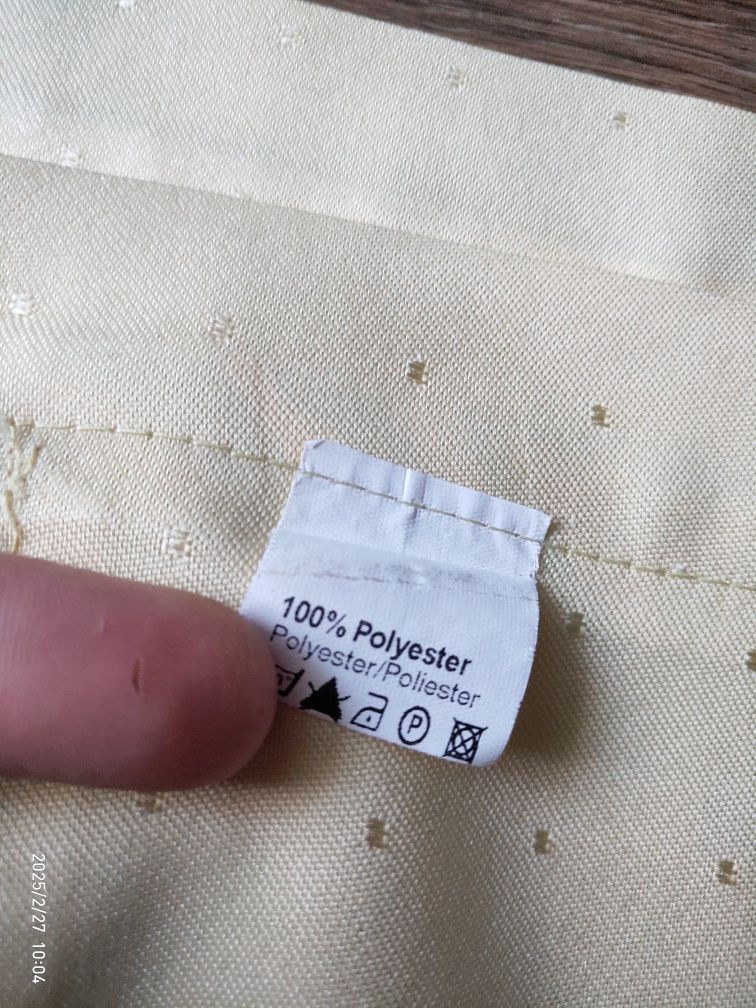 100% Polyester
Polyester/Poliester
P
2025/2/27 10:04